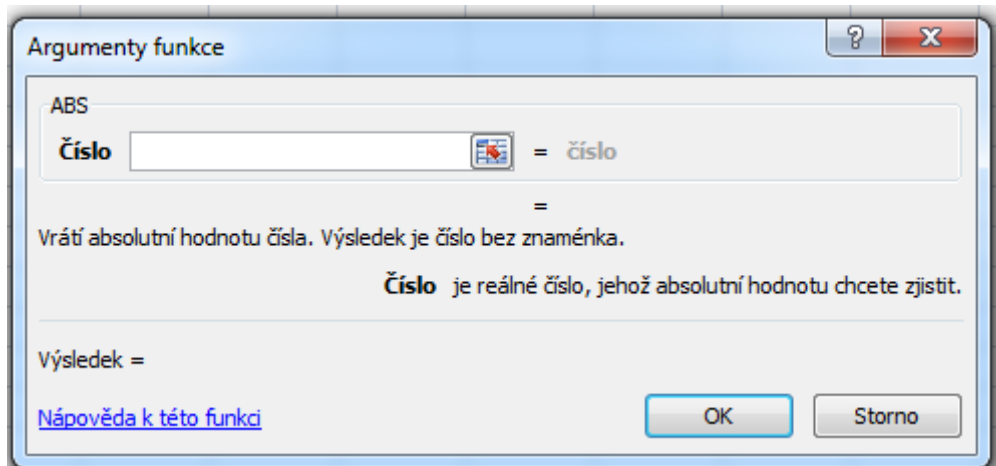 Argumenty funkce
ABS
Číslo = číslo
=
Vrátí absolutní hodnotu čísla. Výsledek je číslo bez znaménka.
Číslo je reálné číslo, jehož absolutní hodnotu chcete zjistit.
Výsledek =
Nápověda k této funkci OK Storno